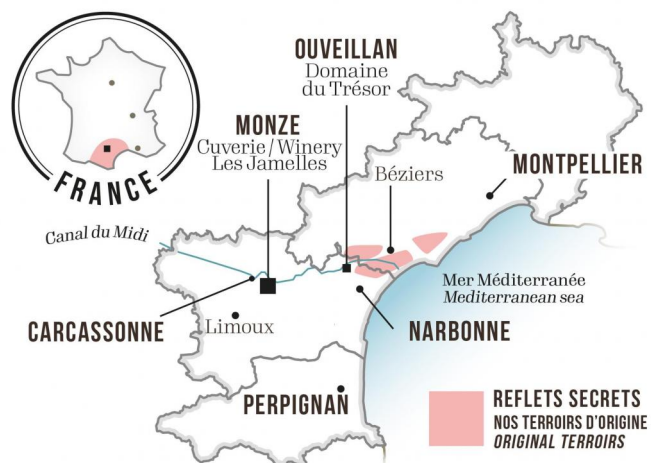 FRANCE
OUVEILLAN
Domaine
du Trésor
MONZE
Cuverie / Winery
Les Jamelles
Béziers
MONTPELLIER
Canal du Midi
Mer Méditerranée
Mediterranean sea
CARCASSONNE
Limoux
NARBONNE
PERPIGNAN
REFLETS SECRETS
NOS TERROIRS D'ORIGINE
ORIGINAL TERROIRS